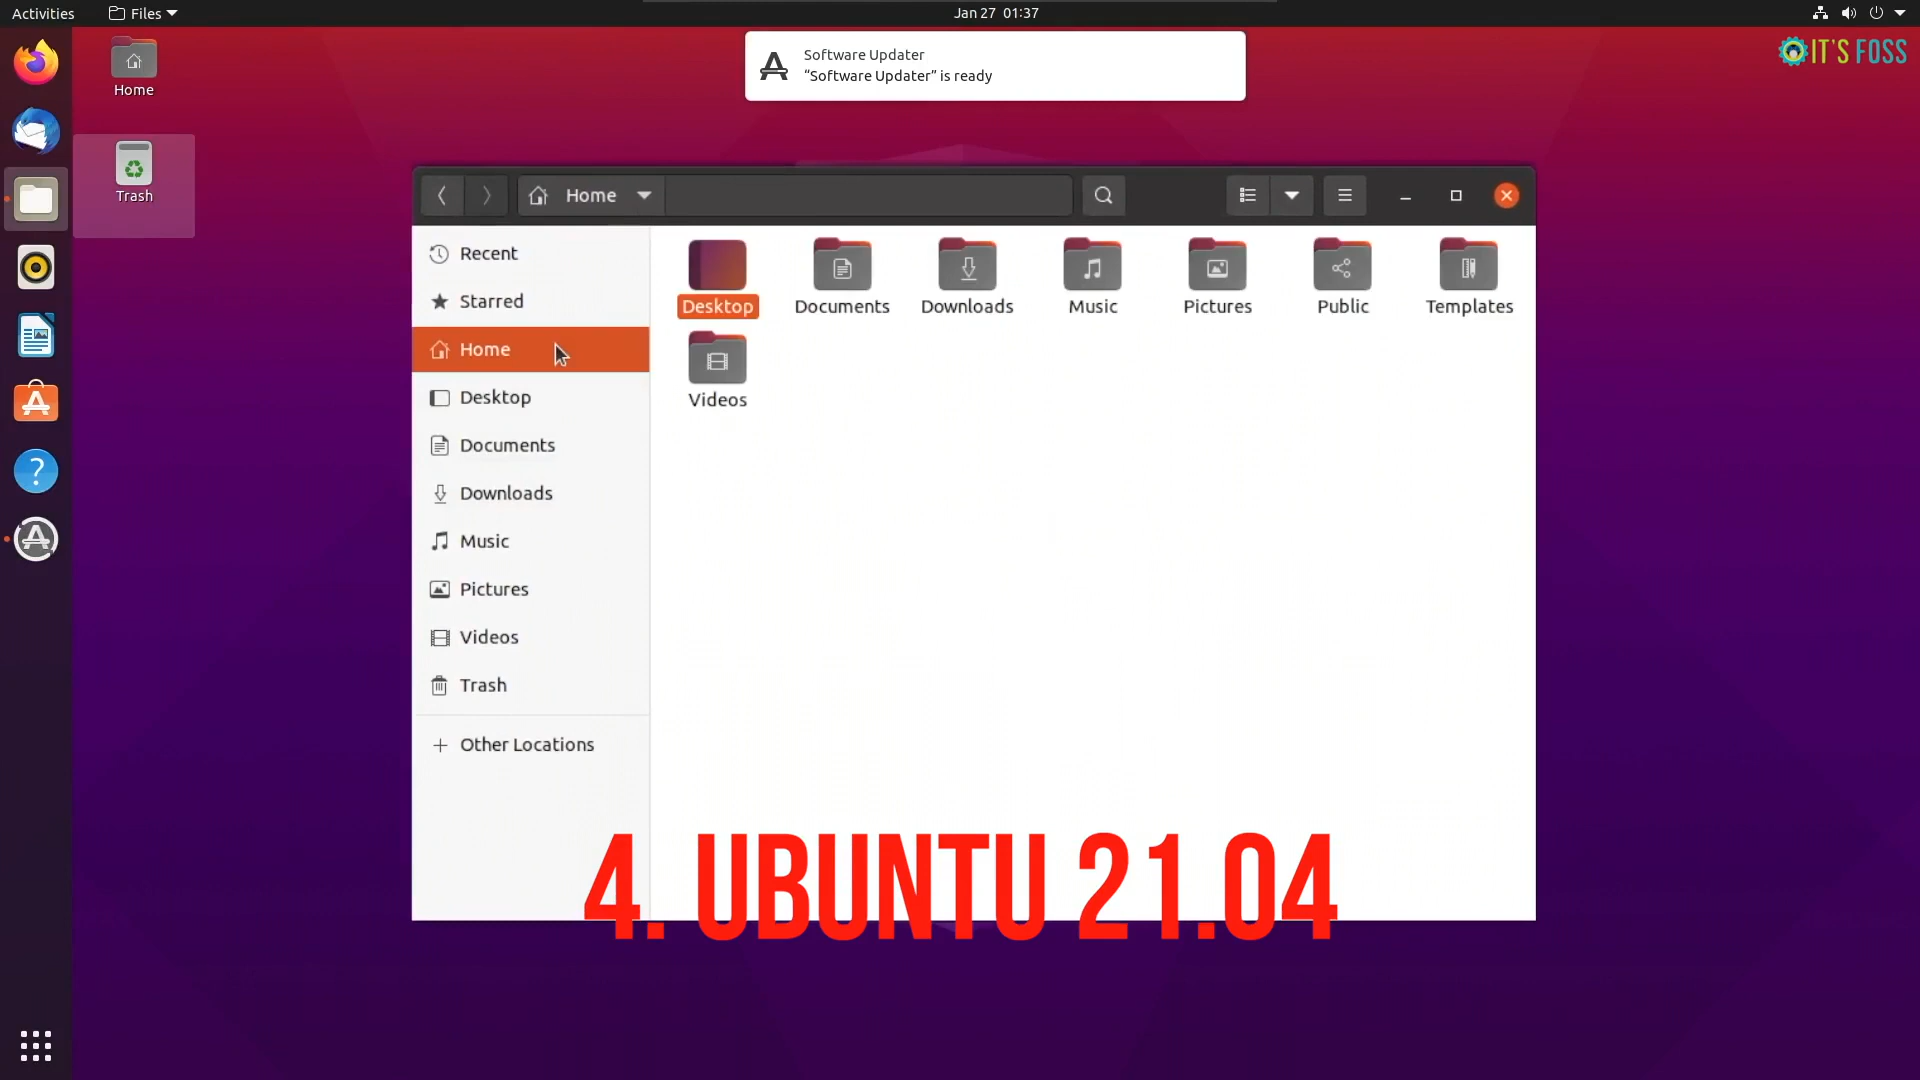 Activities
Files
Jan 27 01:37
IT'S FOSS
Software Updater
“Software Updater” is ready
Home
Trash
Home
Recent
Starred
Home
Desktop
Documents
Downloads
Music
Pictures
Videos
Trash
Other Locations
Desktop
Documents
Downloads
Music
Pictures
Public
Templates
Videos
4. UBUNTU 21.04